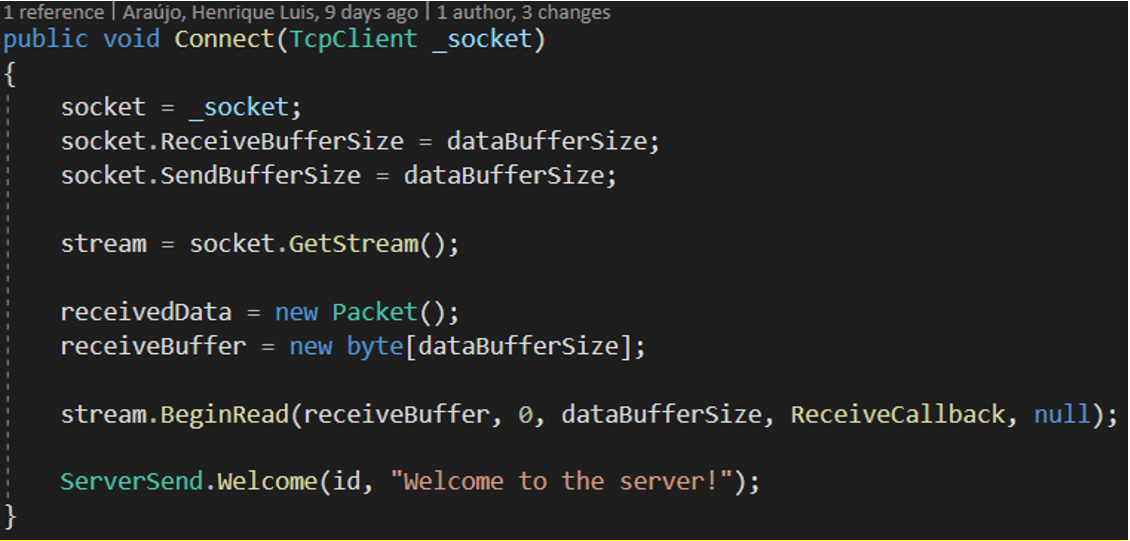 1 reference | Araújo, Henrique Luis, 9 days ago | 1 author, 3 changes
public void Connect(TcpClient _socket)
{
    socket = _socket;
    socket.ReceiveBufferSize = dataBufferSize;
    socket.SendBufferSize = dataBufferSize;

    stream = socket.GetStream();

    receivedData = new Packet();
    receiveBuffer = new byte[dataBufferSize];

    stream.BeginRead(receiveBuffer, 0, dataBufferSize, ReceiveCallback, null);

    ServerSend.Welcome(id, "Welcome to the server!");
}